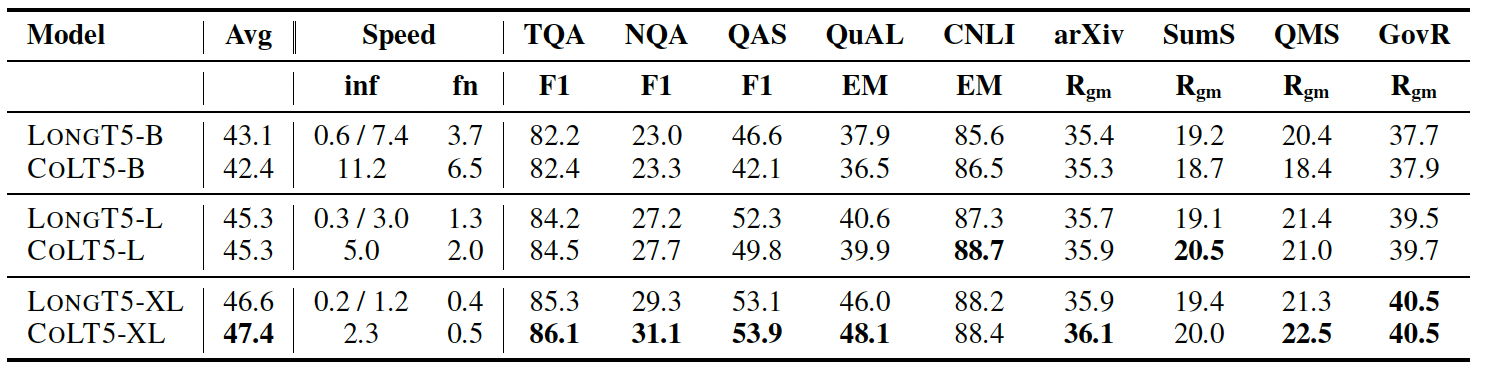 Model Avg Speed TQA NQA QAS QuAL CNLI arXiv SumS QMS GovR
inf fn F1 F1 F1 EM EM Rgm Rgm Rgm Rgm
LONGT5-B 43.1 0.6 / 7.4 3.7 82.2 23.0 46.6 37.9 85.6 35.4 19.2 20.4 37.7
COLT5-B 42.4 11.2 6.5 82.4 23.3 42.1 36.5 86.5 35.3 18.7 18.4 37.9
LONGT5-L 45.3 0.3 / 3.0 1.3 84.2 27.2 52.3 40.6 87.3 35.7 19.1 21.4 39.5
COLT5-L 45.3 5.0 2.0 84.5 27.7 49.8 39.9 88.7 35.9 20.5 21.0 39.7
LONGT5-XL 46.6 0.2 / 1.2 0.4 85.3 29.3 53.1 46.0 88.2 35.9 19.4 21.3 40.5
COLT5-XL 47.4 2.3 0.5 86.1 31.1 53.9 48.1 88.4 36.1 20.0 22.5 40.5